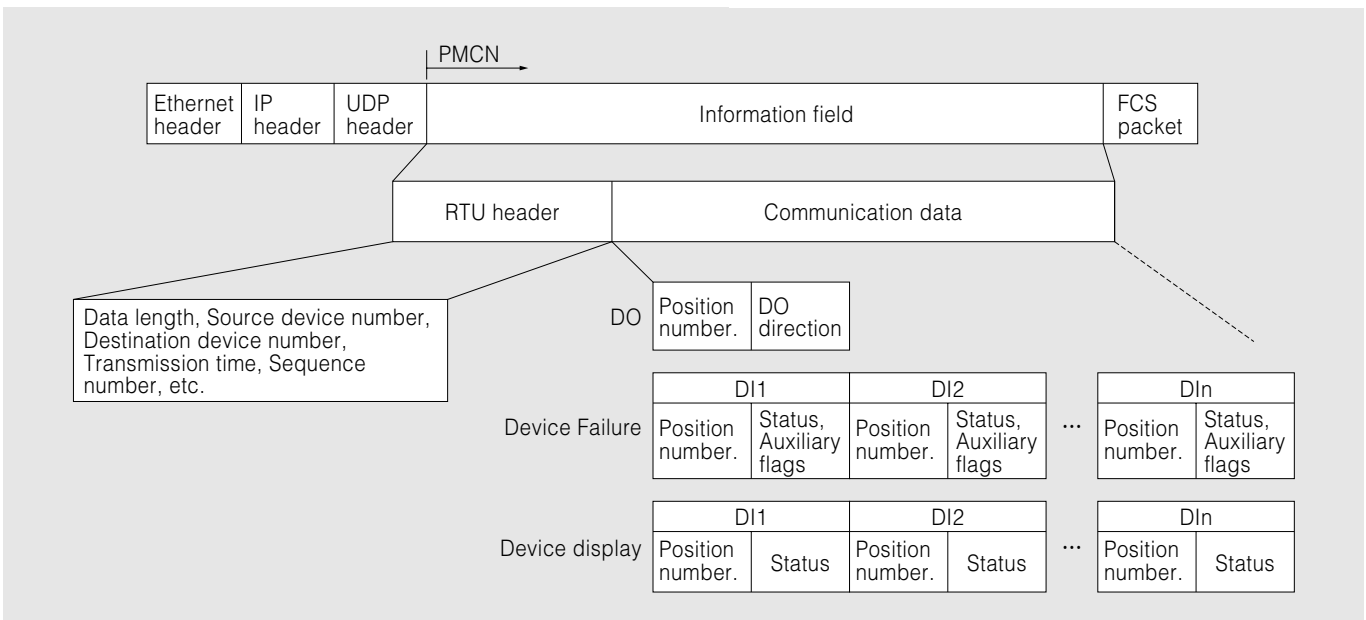 PMCN
Ethernet header
IP header
UDP header
Information field
FCS packet
RTU header
Communication data
Data length, Source device number,
Destination device number,
Transmission time, Sequence
number, etc.
DO
Position number.
DO direction
DI1
DI2
DIn
Device Failure
Position number.
Status, Auxiliary flags
Position number.
Status, Auxiliary flags
...
Position number.
Status, Auxiliary flags
DI1
DI2
DIn
Device display
Position number.
Status
Position number.
Status
...
Position number.
Status